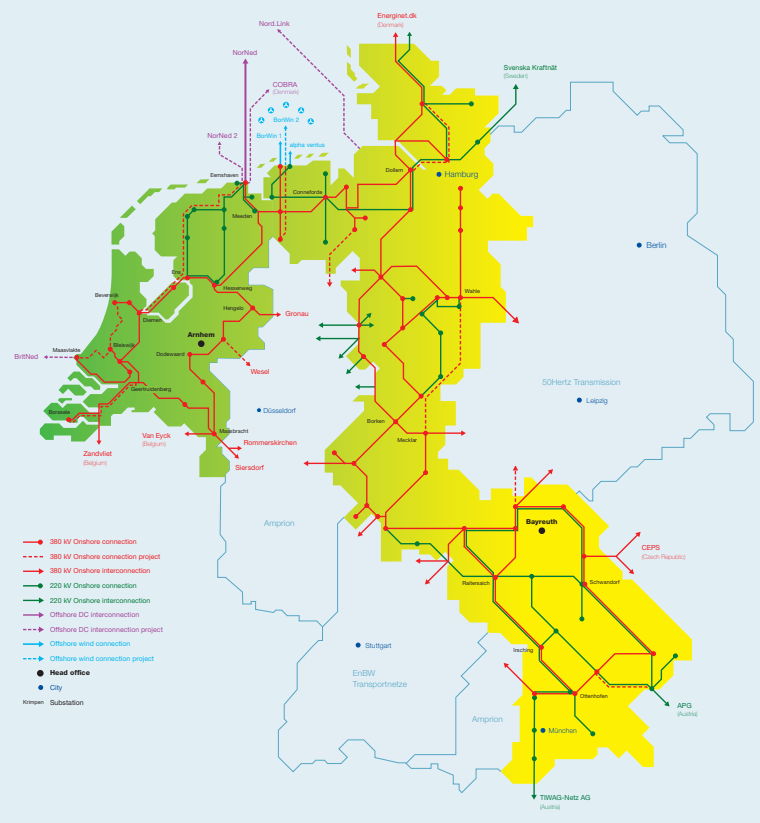 Energinet.dk
(Denmark)
Nord.Link
NorNed
Svenska Kraftnät
(Sweden)
COBRA
(Denmark)
BorWin 2
NorNed 2
BorWin 1
alpha ventus
Eemshaven
Dollern
Hamburg
Conneforde
Meeden
Berlin
Ens
Hessenweg
Beverwijk
Wahle
Hengelo
Gronau
Diemen
Arnhem
Bleiswijk
Maasvlakte
Dodewaard
BritNed
Wesel
50Hertz Transmission
Geertruidenberg
Leipzig
Borssele
Düsseldorf
Borken
Maasbracht
Van Eyck
(Belgium)
Mecklar
Rommerskirchen
Zandvliet
(Belgium)
Siersdorf
Amprion
Bayreuth
380 kV Onshore connection
CEPS
(Czech Republic)
380 kV Onshore connection project
380 kV Onshore interconnection
Raitersaich
Schwandorf
220 kV Onshore connection
220 kV Onshore interconnection
Offshore DC interconnection
Offshore DC interconnection project
Offshore wind connection
Stuttgart
Irsching
Offshore wind connection project
Head office
EnBW
Transportnetze
City
Ottenhofen
Krimpen Substation
APG
(Austria)
Amprion
München
TIWAG-Netz AG
(Austria)